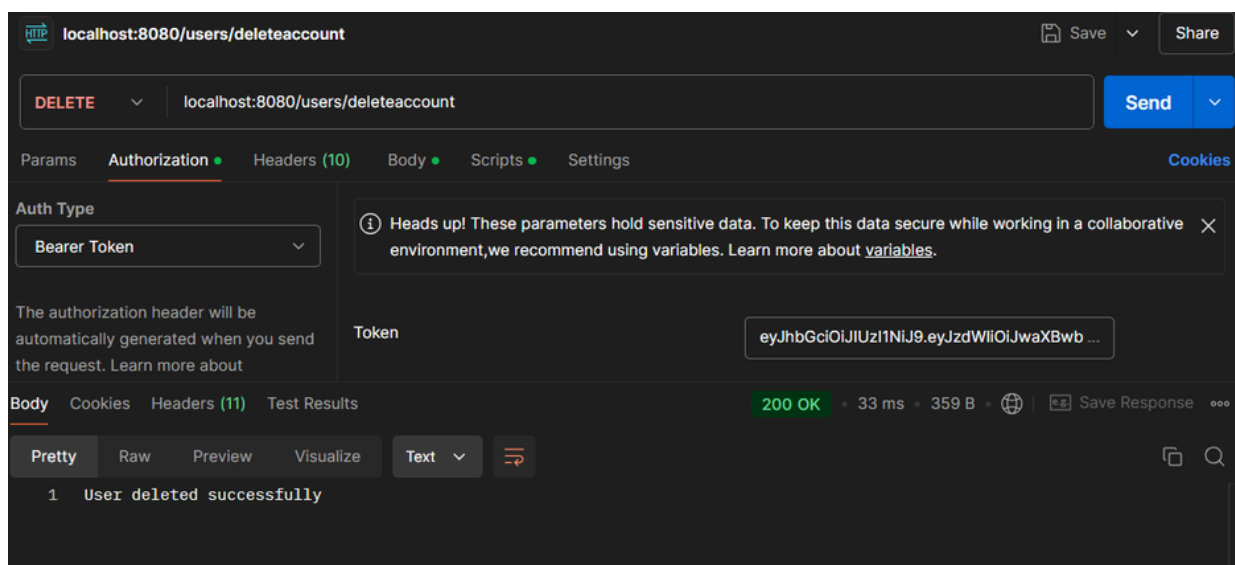 HTTP localhost:8080/users/deleteaccount Save Share
DELETE localhost:8080/users/deleteaccount Send
Params Authorization Headers (10) Body Scripts Settings Cookies
Auth Type
Bearer Token
Heads up! These parameters hold sensitive data. To keep this data secure while working in a collaborative
environment,we recommend using variables. Learn more about variables.
The authorization header will be
automatically generated when you send
the request. Learn more about
Token eyJhbGciOiJIUzI1NiJ9.eyJzdWIiOiJwaXBwb ...
Body Cookies Headers (11) Test Results 200 OK 33 ms 359 B e.g. Save Response
Pretty Raw Preview Visualize Text
1 User deleted successfully